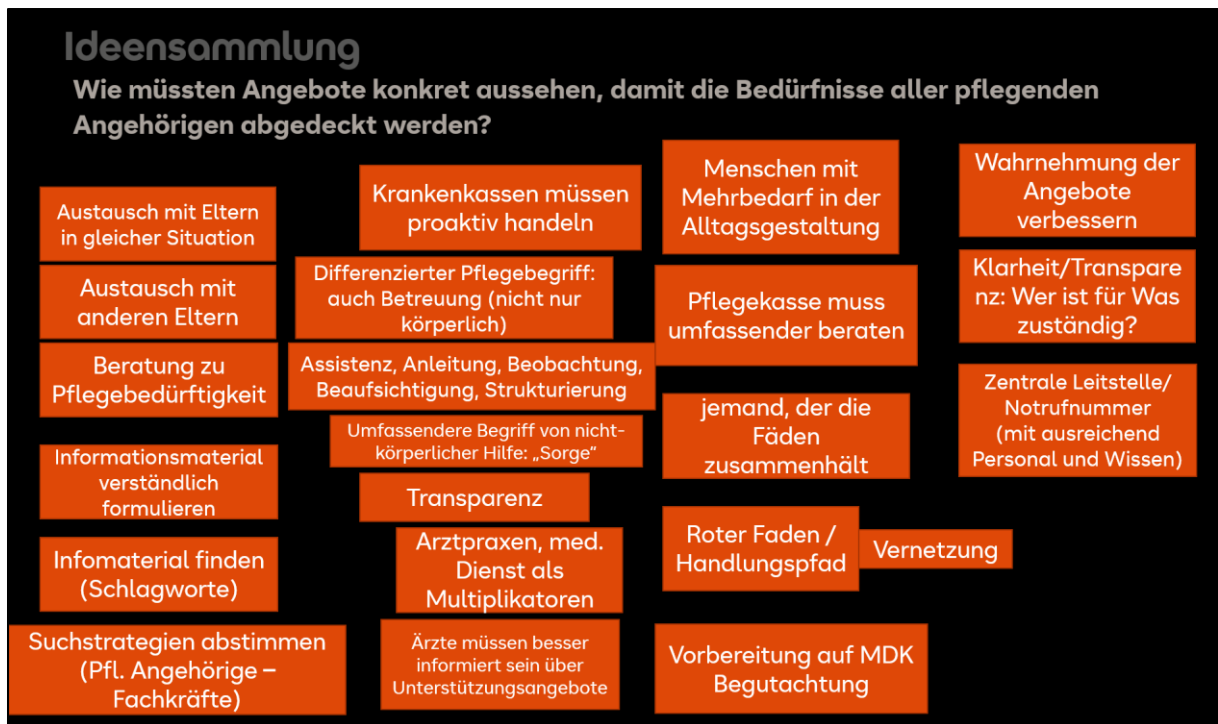 Ideensammlung
Wie müssten Angebote konkret aussehen, damit die Bedürfnisse aller pflegenden
Angehörigen abgedeckt werden?
Austausch mit Eltern
in gleicher Situation
Austausch mit
anderen Eltern
Beratung zu
Pflegebedürftigkeit
Informationsmaterial
verständlich
formulieren
Infomaterial finden
(Schlagworte)
Suchstrategien abstimmen
(Pfl. Angehörige –
Fachkräfte)
Krankenkassen müssen
proaktiv handeln
Differenzierter Pflegebegriff:
auch Betreuung (nicht nur
körperlich)
Assistenz, Anleitung, Beobachtung,
Beaufsichtigung, Strukturierung
Umfassendere Begriff von nicht-
körperlicher Hilfe: „Sorge“
Transparenz
Arztpraxen, med.
Dienst als
Multiplikatoren
Ärzte müssen besser
informiert sein über
Unterstützungsangebote
Menschen mit
Mehrbedarf in der
Alltagsgestaltung
Pflegekasse muss
umfassender beraten
jemand, der die
Fäden
zusammenhält
Roter Faden /
Handlungspfad
Vernetzung
Vorbereitung auf MDK
Begutachtung
Wahrnehmung der
Angebote
verbessern
Klarheit/Transpare
nz: Wer ist für Was
zuständig?
Zentrale Leitstelle/
Notrufnummer
(mit ausreichend
Personal und Wissen)